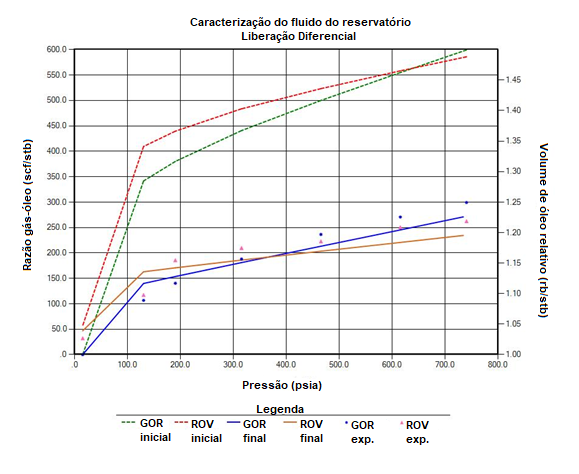 Caracterização do fluido do reservatório
Liberação Diferencial
600.0
550.0
500.0
450.0
400.0
350.0
300.0
250.0
200.0
150.0
100.0
50.0
.0
Razão gás-óleo (scf/stb)
1.45
1.40
1.35
1.30
1.25
1.20
1.15
1.10
1.05
1.00
Volume de óleo relativo (rb/stb)
.0 100.0 200.0 300.0 400.0 500.0 600.0 700.0 800.0
Pressão (psia)
Legenda
GOR inicial
ROV inicial
GOR final
ROV final
GOR exp.
ROV exp.